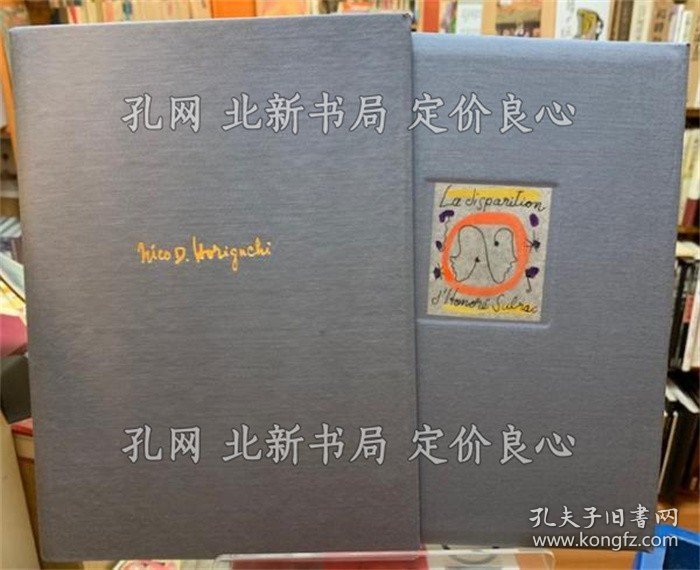 孔网 北新书局 定价良心
La disparition
d'Honoré Subrac
Nico D. Horiguchi
孔网 北新书局 定价良心
孔夫子旧書网
www.kongfz.com